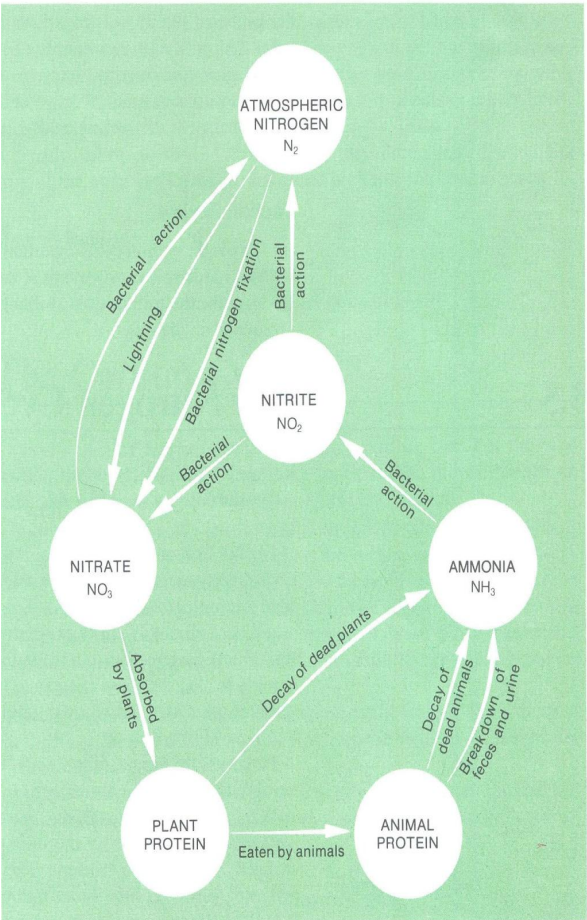 ATMOSPHERIC
NITROGEN
N₂
Bacterial action
Lightning
Bacterial nitrogen fixation
Bacterial
action
NITRITE
NO₂
Bacterial
action
Bacterial
action
NITRATE
NO₃
AMMONIA
NH₃
Absorbed
by plants
Decay of dead plants
Decay of
dead animals
Breakdown of
feces and urine
PLANT
PROTEIN
Eaten by animals
ANIMAL
PROTEIN